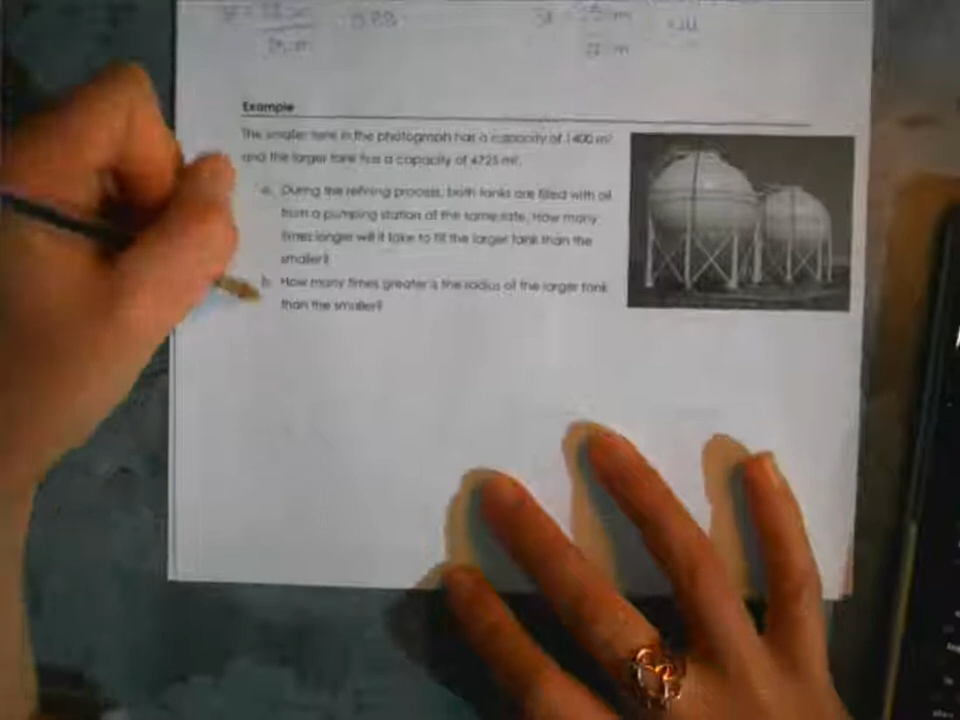 0.88
Example
The smaller tank in the photograph has a capacity of 1400 m³
and the larger tank has a capacity of 4725 m³.
a. During the refining process, both tanks are filled with oil
from a pumping station at the same rate. How many
times longer will it take to fill the larger tank than the
smaller?
b. How many times greater is the radius of the larger tank
than the smaller?